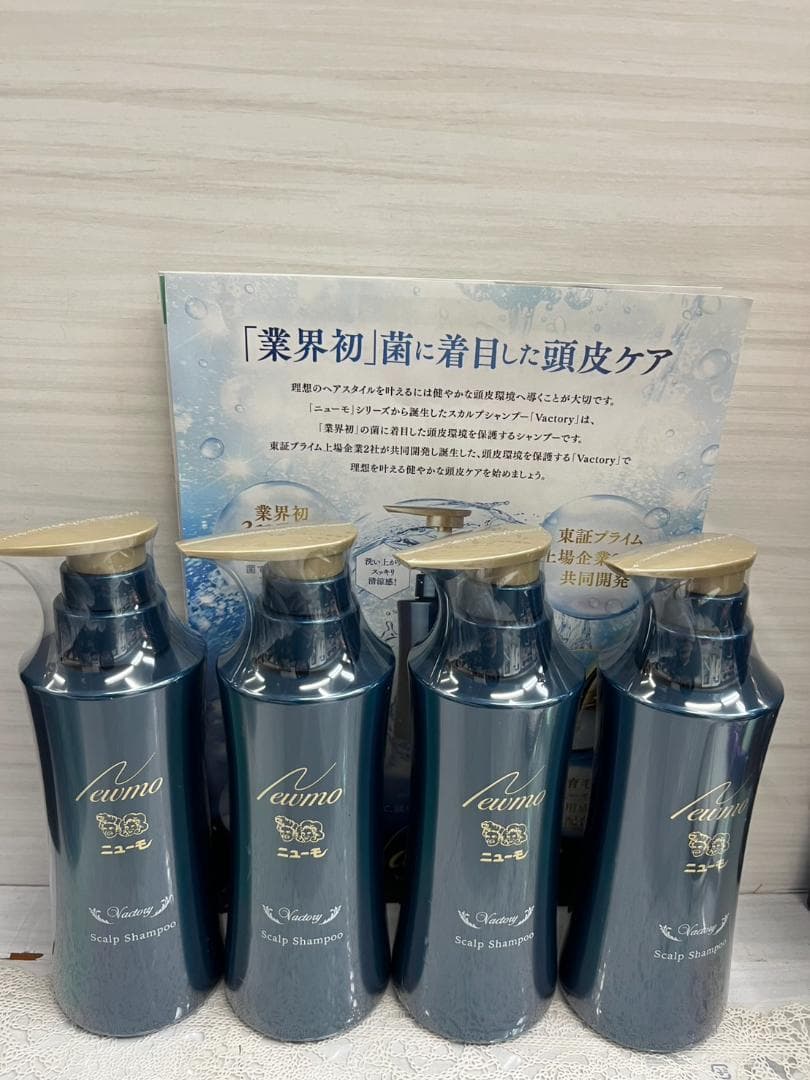 「業界初」菌に着目した頭皮ケア
理想のヘアスタイルを叶えるには健やかな頭皮環境へ導くことが大切です。
「ニューモ」シリーズから誕生したスカルプシャンプー「Vactory」は、
「業界初」の菌に着目した頭皮環境を保護するシャンプーです。
東証プライム上場企業2社が共同開発し誕生した、頭皮環境を保護する「Vactory」で
理想を叶える健やかな頭皮ケアを始めましょう。
業界初
洗い上がり
スッキリ
清涼感!
東証プライム
上場企業2
共同開発
Newmo
ニューモ
Vactory
Scalp Shampoo
Newmo
ニューモ
Vactory
Scalp Shampoo
Newmo
ニューモ
Vactory
Scalp Shampoo
Newmo
ニューモ
Vactory
Scalp Shampoo